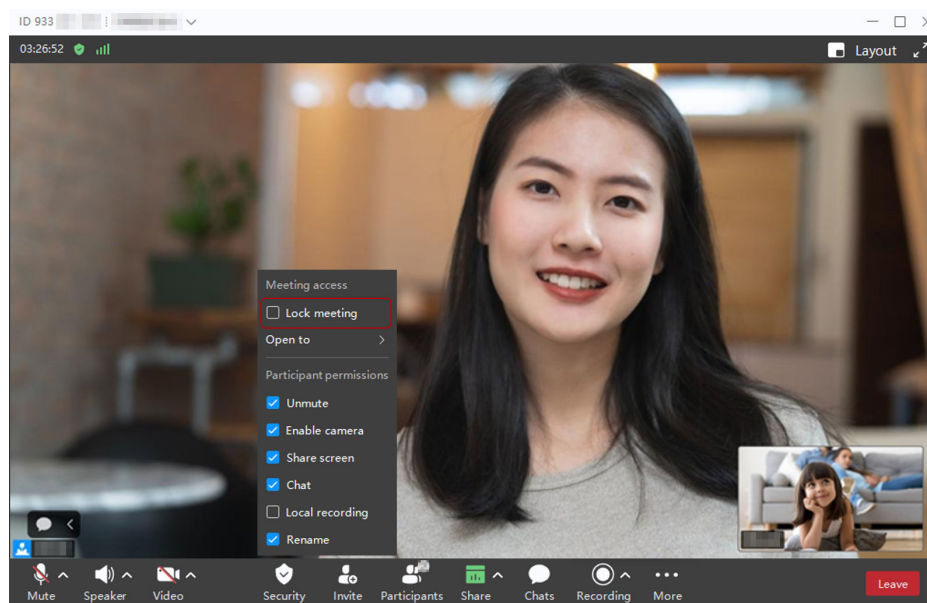 ID 933
03:26:52
Layout
Meeting access
Lock meeting
Open to
Participant permissions
Unmute
Enable camera
Share screen
Chat
Local recording
Rename
Mute
Speaker
Video
Security
Invite
Participants
Share
Chats
Recording
More
Leave